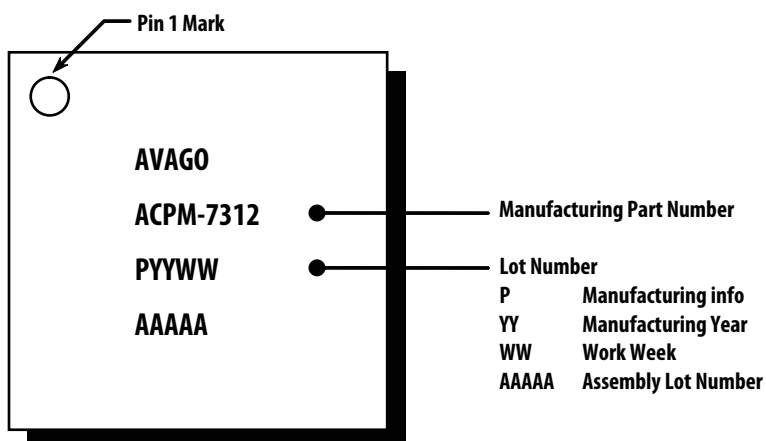 Pin 1 Mark
AVAGO
ACPM-7312
PYYWW
AAAAA
Manufacturing Part Number
Lot Number
P Manufacturing info
YY Manufacturing Year
WW Work Week
AAAAA Assembly Lot Number